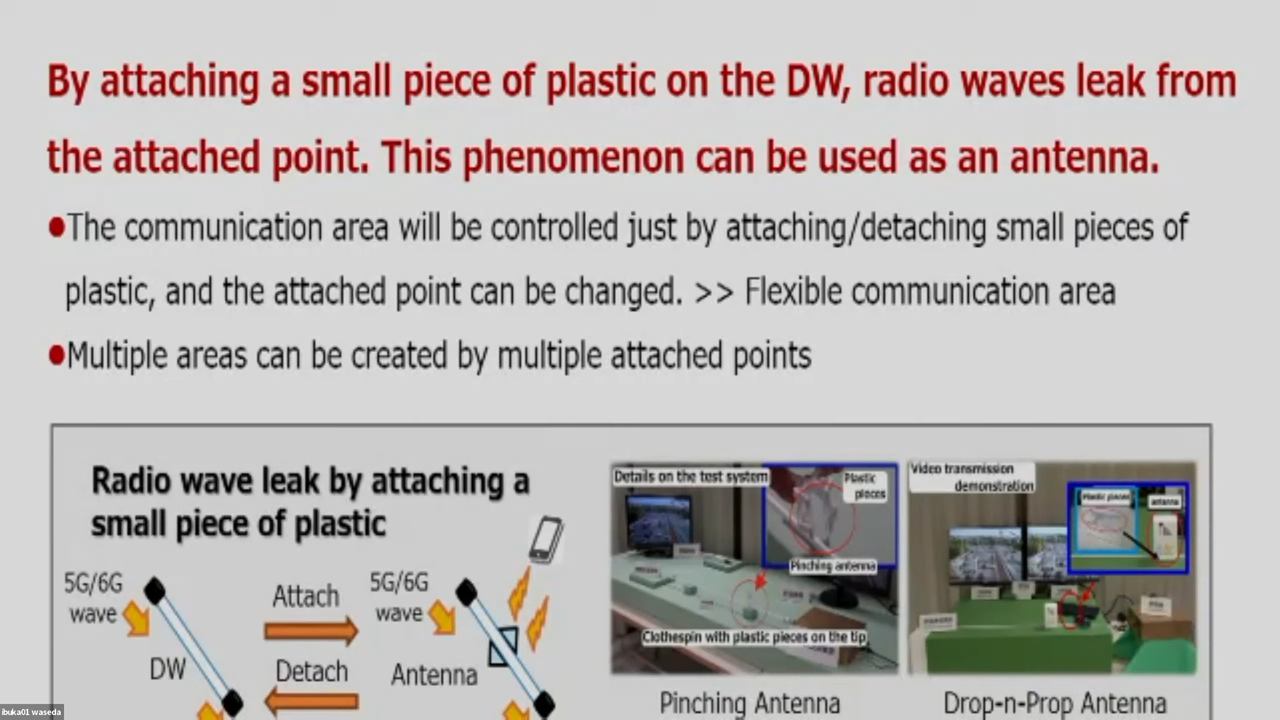 By attaching a small piece of plastic on the DW, radio waves leak from
the attached point. This phenomenon can be used as an antenna.
●The communication area will be controlled just by attaching/detaching small pieces of
plastic, and the attached point can be changed. >> Flexible communication area
●Multiple areas can be created by multiple attached points
Radio wave leak by attaching a
small piece of plastic
5G/6G
wave
DW
Attach
Detach
5G/6G
wave
Antenna
Details on the test system
Plastic
pieces
Pinching antenna
Clothespin with plastic pieces on the tip
Pinching Antenna
Video transmission
demonstration
Plastic pieces
antenna
Drop-n-Prop Antenna
ibuka01 waseda